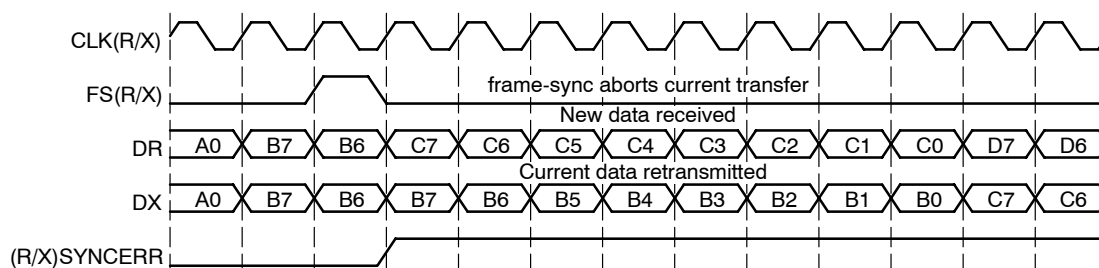 CLK(R/X)
FS(R/X)
frame-sync aborts current transfer
New data received
DR A0 B7 B6 C7 C6 C5 C4 C3 C2 C1 C0 D7 D6
Current data retransmitted
DX A0 B7 B6 B7 B6 B5 B4 B3 B2 B1 B0 C7 C6
(R/X)SYNCERR